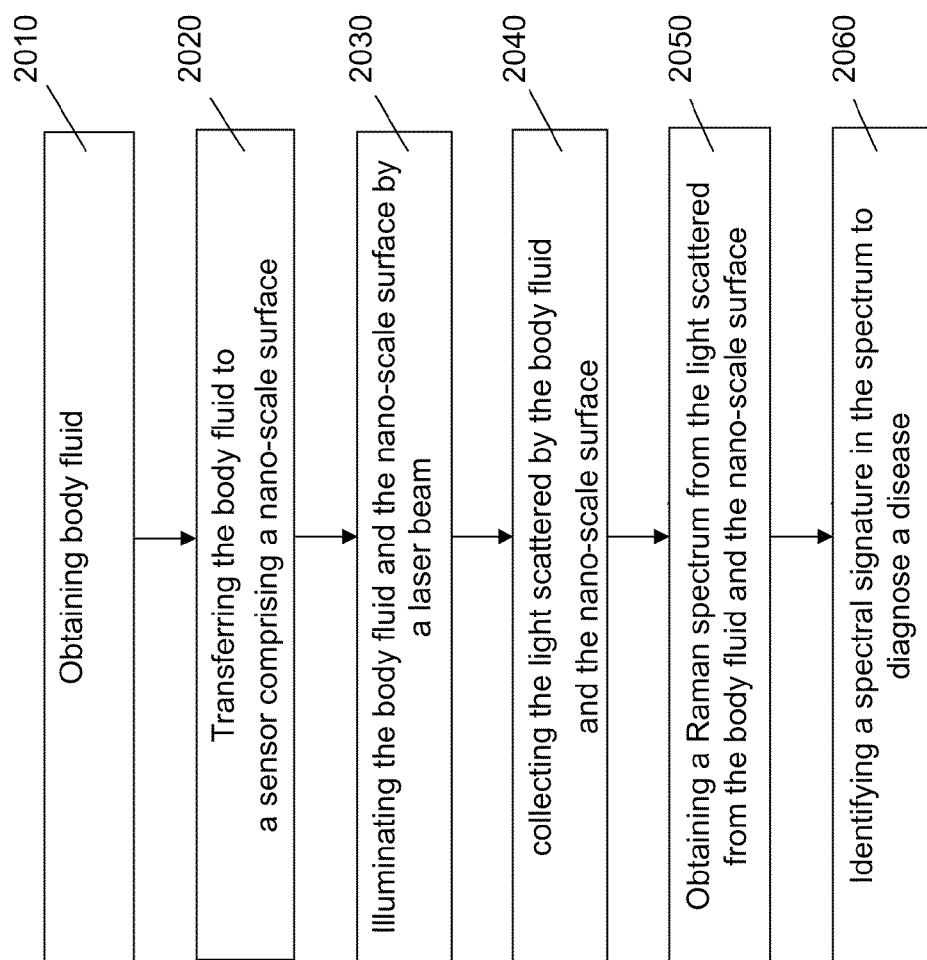 2010
Obtaining body fluid
2020
Transferring the body fluid to
a sensor comprising a nano-scale surface
2030
Illuminating the body fluid and the nano-scale surface by
a laser beam
2040
collecting the light scattered by the body fluid
and the nano-scale surface
2050
Obtaining a Raman spectrum from the light scattered
from the body fluid and the nano-scale surface
2060
Identifying a spectral signature in the spectrum to
diagnose a disease